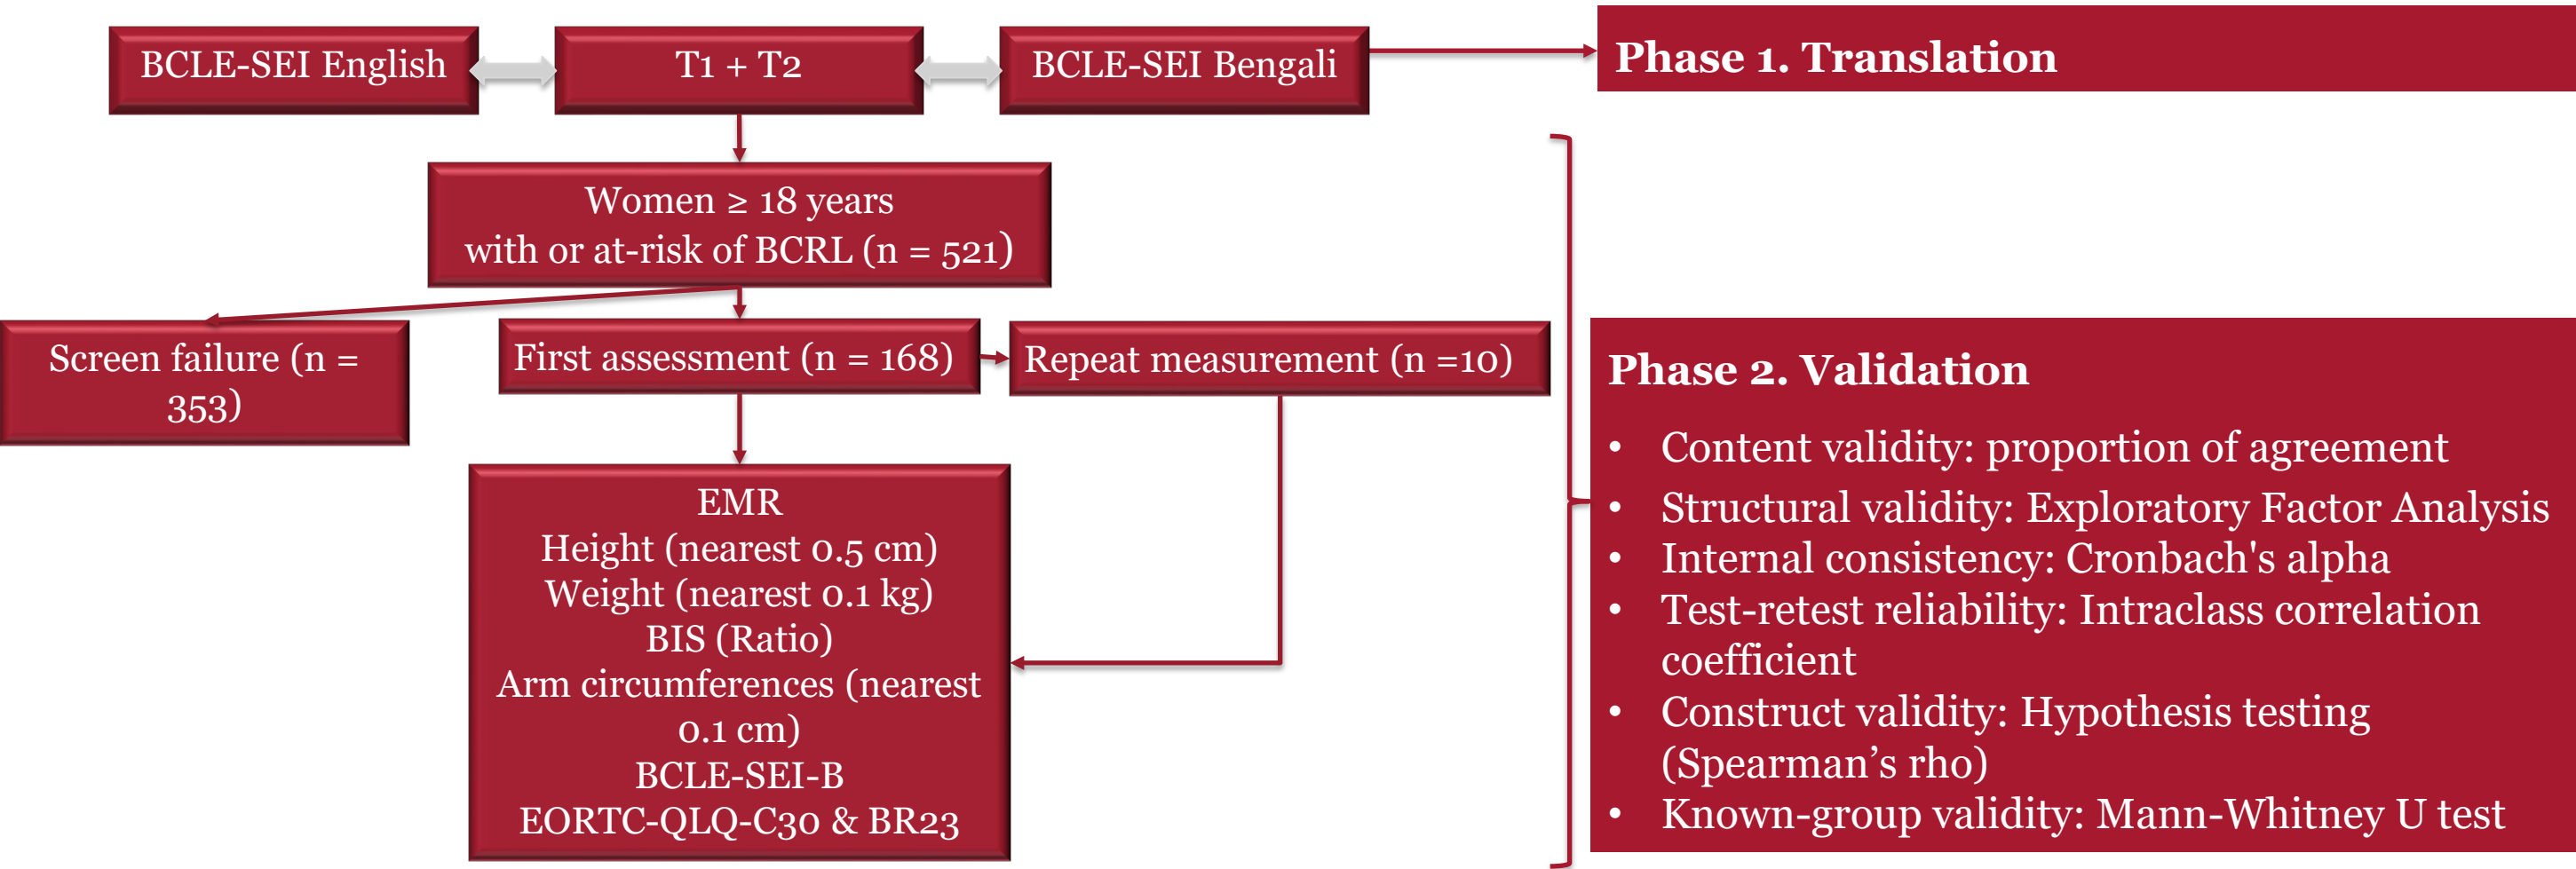 BCLE-SEI English
T1 + T2
BCLE-SEI Bengali
Phase 1. Translation
Women ≥ 18 years
with or at-risk of BCRL (n = 521)
Screen failure (n =
353)
First assessment (n = 168)
Repeat measurement (n =10)
EMR
Height (nearest 0.5 cm)
Weight (nearest 0.1 kg)
BIS (Ratio)
Arm circumferences (nearest
0.1 cm)
BCLE-SEI-B
EORTC-QLQ-C30 & BR23
Phase 2. Validation
• Content validity: proportion of agreement
• Structural validity: Exploratory Factor Analysis
• Internal consistency: Cronbach's alpha
• Test-retest reliability: Intraclass correlation
coefficient
• Construct validity: Hypothesis testing
(Spearman’s rho)
• Known-group validity: Mann-Whitney U test